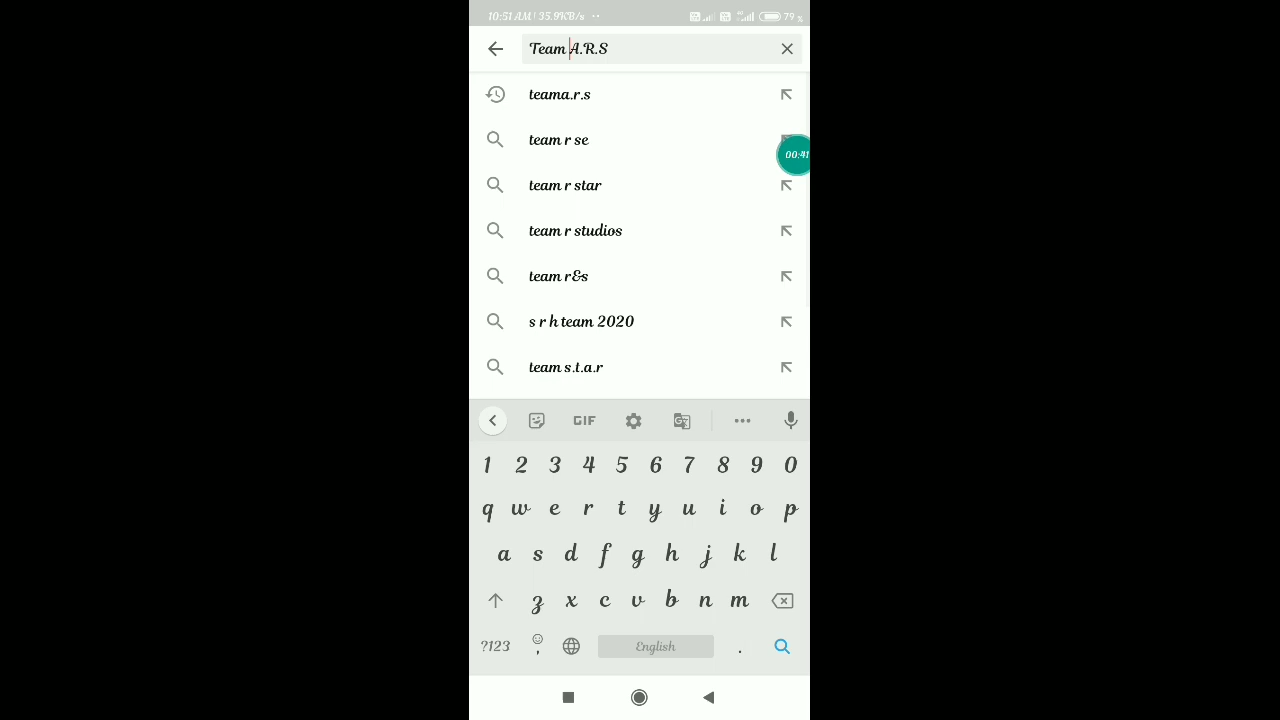 10:51 AM | 35.9KB/s ··
79 %
Team A.R.S
teama.r.s
team r se
00:41
team r star
team r studios
team r&s
s r h team 2020
team s.t.a.r
GIF
1 2 3 4 5 6 7 8 9 0
q w e r t y u i o p
a s d f g h j k l
z x c v b n m
?123 , English .